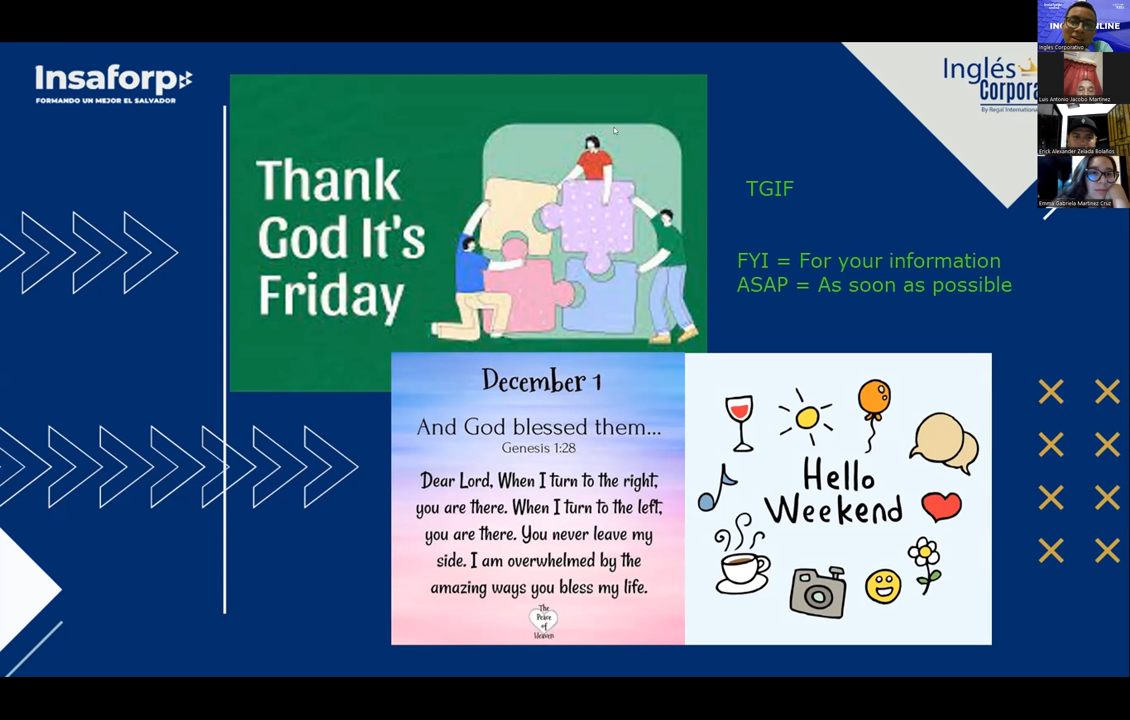 Insaforp
FORMANDO UN MEJOR EL SALVADOR
Thank
God It's
Friday
TGIF
FYI = For your information
ASAP = As soon as possible
December 1
And God blessed them...
Genesis 1:28
Dear Lord, When I turn to the right,
you are there. When I turn to the left,
you are there. You never leave my
side. I am overwhelmed by the
amazing ways you bless my life.
The
Peace
of
Heaven
Hello
Weekend
Inglés
Corpora
By Regal International
ONLINE
Inglés Corporativo
Luis Antonio Jacobo Martinez
Erick Alexander Zelada Bolaños
Emma Gabriela Martinez Cruz